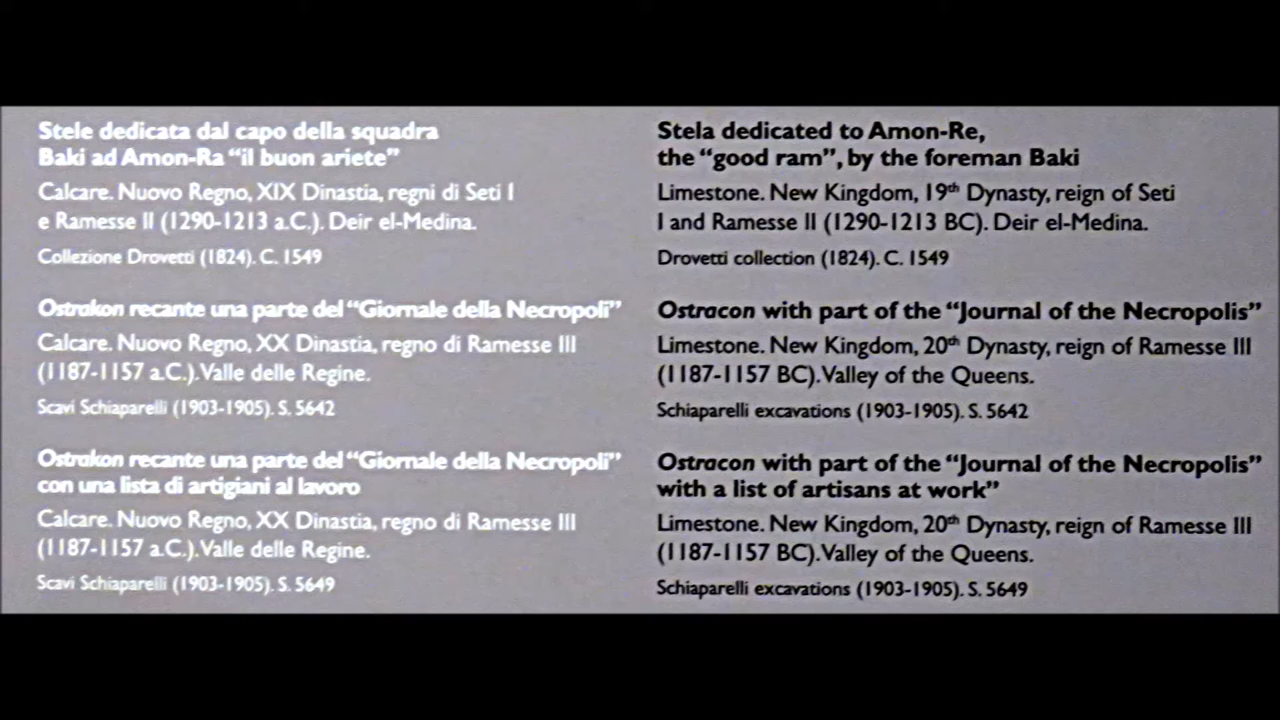 Stele dedicata dal capo della squadra
Baki ad Amon-Ra “il buon ariete”
Calcare. Nuovo Regno, XIX Dinastia, regni di Seti I
e Ramesse II (1290-1213 a.C.). Deir el-Medina.
Collezione Drovetti (1824). C. 1549
Ostrakon recante una parte del “Giornale della Necropoli”
Calcare. Nuovo Regno, XX Dinastia, regno di Ramesse III
(1187-1157 a.C.). Valle delle Regine.
Scavi Schiaparelli (1903-1905). S. 5642
Ostrakon recante una parte del “Giornale della Necropoli”
con una lista di artigiani al lavoro
Calcare. Nuovo Regno, XX Dinastia, regno di Ramesse III
(1187-1157 a.C.). Valle delle Regine.
Scavi Schiaparelli (1903-1905). S. 5649
Stela dedicated to Amon-Re,
the “good ram”, by the foreman Baki
Limestone. New Kingdom, 19th Dynasty, reign of Seti
I and Ramesse II (1290-1213 BC). Deir el-Medina.
Drovetti collection (1824). C. 1549
Ostracon with part of the “Journal of the Necropolis”
Limestone. New Kingdom, 20th Dynasty, reign of Ramesse III
(1187-1157 BC). Valley of the Queens.
Schiaparelli excavations (1903-1905). S. 5642
Ostracon with part of the “Journal of the Necropolis”
with a list of artisans at work”
Limestone. New Kingdom, 20th Dynasty, reign of Ramesse III
(1187-1157 BC). Valley of the Queens.
Schiaparelli excavations (1903-1905). S. 5649